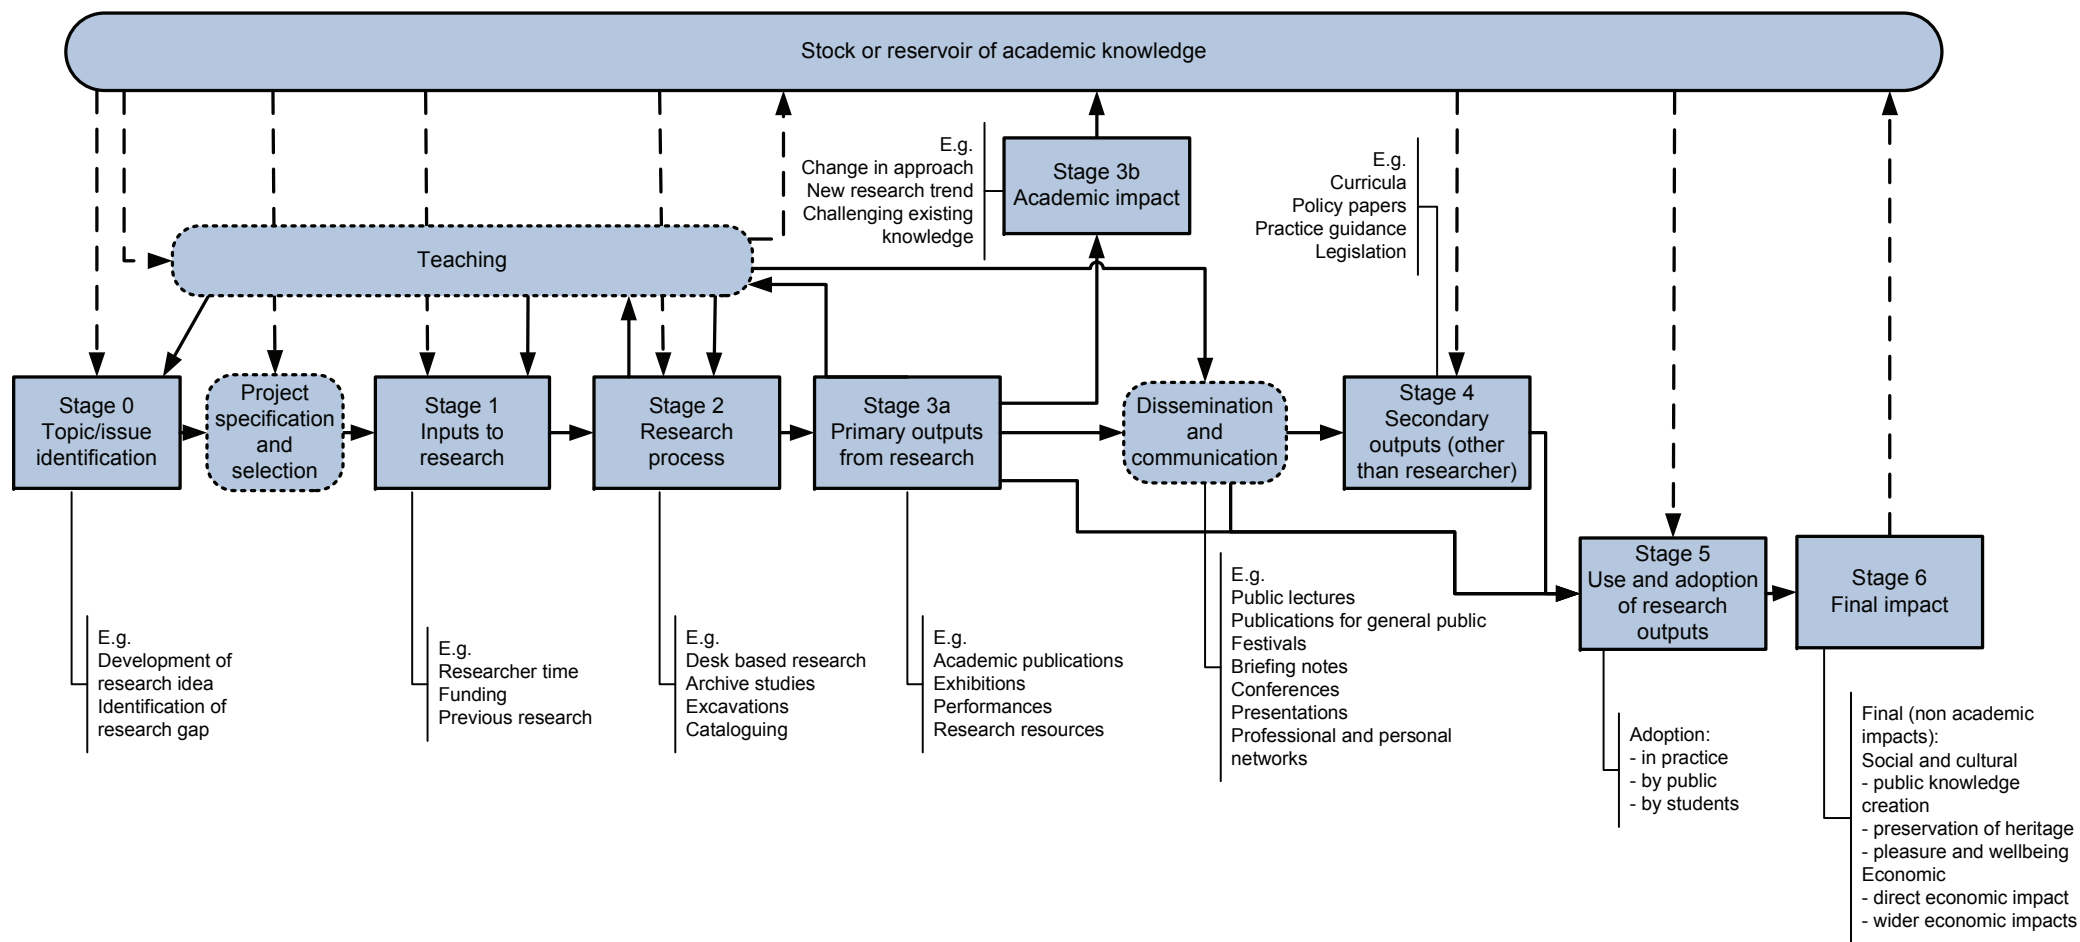 Stock or reservoir of academic knowledge
E.g.
Change in approach
New research trend
Challenging existing
knowledge
Stage 3b
Academic impact
E.g.
Curricula
Policy papers
Practice guidance
Legislation
Teaching
Stage 0
Topic/issue
identification
Project
specification
and
selection
Stage 1
Inputs to
research
Stage 2
Research
process
Stage 3a
Primary outputs
from research
Dissemination
and
communication
Stage 4
Secondary
outputs (other
than researcher)
Stage 5
Use and adoption
of research
outputs
Stage 6
Final impact
E.g.
Development of
research idea
Identification of
research gap
E.g.
Researcher time
Funding
Previous research
E.g.
Desk based research
Archive studies
Excavations
Cataloguing
E.g.
Academic publications
Exhibitions
Performances
Research resources
E.g.
Public lectures
Publications for general public
Festivals
Briefing notes
Conferences
Presentations
Professional and personal
networks
Adoption:
- in practice
- by public
- by students
Final (non academic
impacts):
Social and cultural
- public knowledge
creation
- preservation of heritage
- pleasure and wellbeing
Economic
- direct economic impact
- wider economic impacts